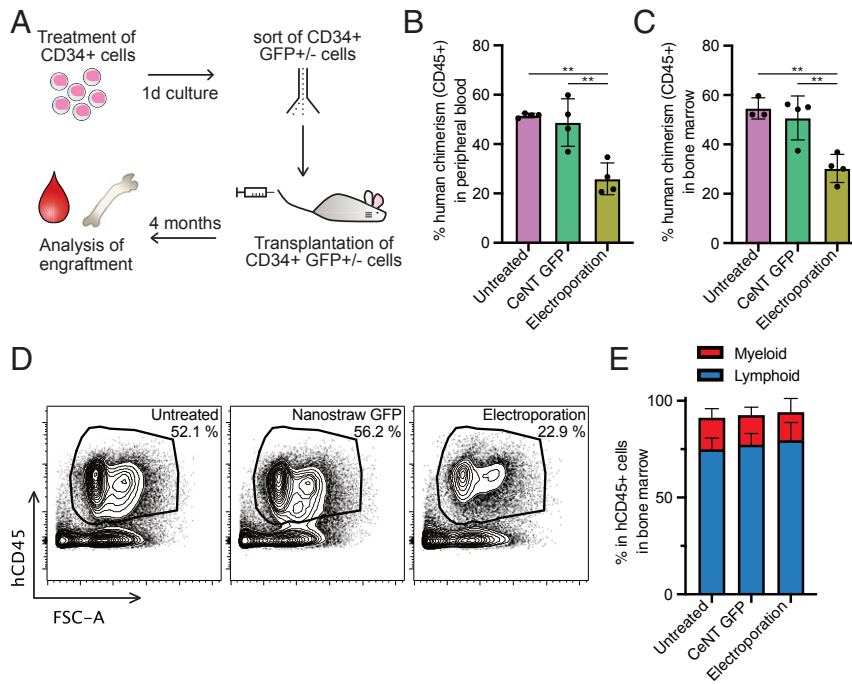 A
Treatment of
CD34+ cells
1d culture
sort of CD34+
GFP+/- cells
Transplantation of
CD34+ GFP+/- cells
4 months
Analysis of
engraftment
B
% human chimerism (CD45+)
in peripheral blood
80
60
40
20
0
**
**
Untreated
CeNT GFP
Electroporation
C
% human chimerism (CD45+)
in bone marrow
80
60
40
20
0
**
**
Untreated
CeNT GFP
Electroporation
D
Untreated
52.1 %
Nanostraw GFP
56.2 %
Electroporation
22.9 %
hCD45
FSC-A
E
Myeloid
Lymphoid
% in hCD45+ cells
in bone marrow
100
50
0
Untreated
CeNT GFP
Electroporation